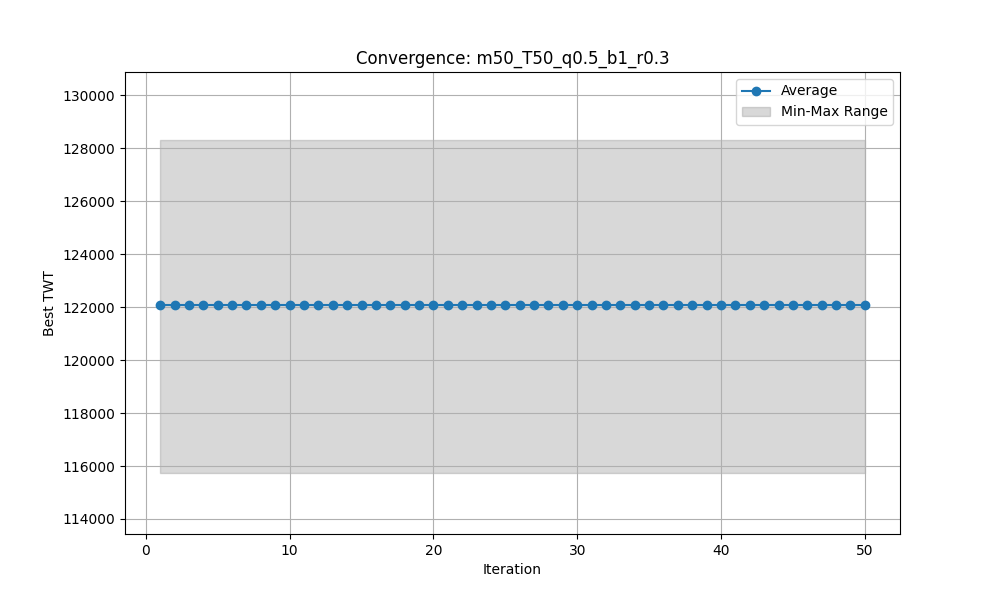 Convergence: m50_T50_q0.5_b1_r0.3
Average
Min-Max Range
130000
128000
126000
124000
122000
120000
118000
116000
114000
Best TWT
0 10 20 30 40 50
Iteration